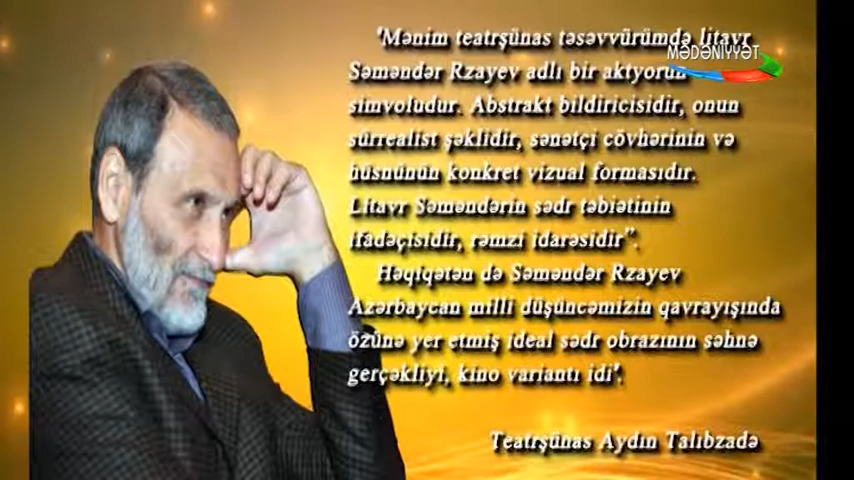 "Mənim teatrşünas təsəvvürümdə litavr
MƏDƏNİYYƏT
Səməndər Rzayev adlı bir aktyorun
simvoludur. Abstrakt bildiricisidir, onun
sürrealist şəklidir, sənətçi cövhərinin və
hüsnünün konkret vizual formasıdır.
Litavr Səməndərin sədr təbiətinin
ifadəçisidir, rəmzi idarəsidir".
Həqiqətən də Səməndər Rzayev
Azərbaycan milli düşüncəmizin qavrayışında
özünə yer etmiş ideal sədr obrazının səhnə
gerçəkliyi, kino variantı idi".
Teatrşünas Aydın Talıbzadə